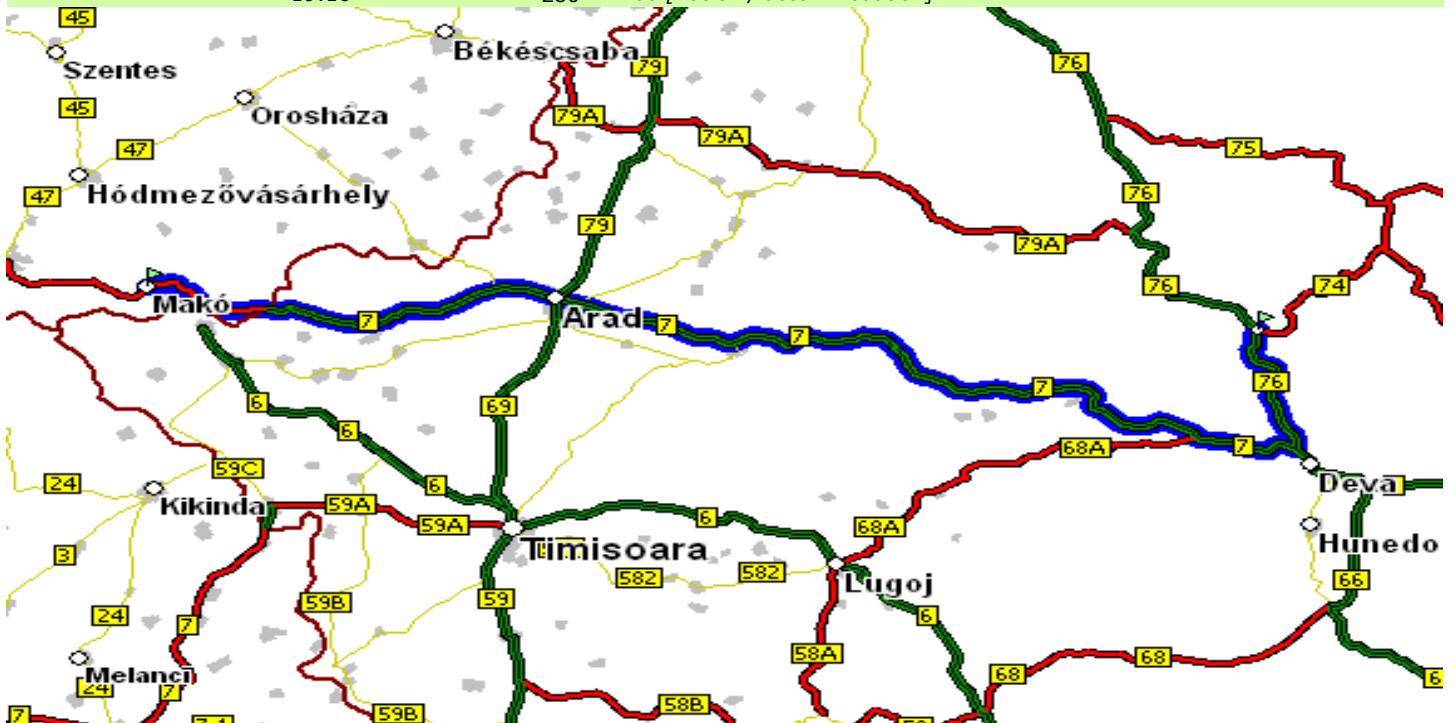 45
Szentes
45
Békéscsaba
79
76
Orosháza
79A
79A
47
75
Hódmezővásárhely
47
76
79
79A
76
74
Makó
7
Arad
7
7
76
7
6
69
6
68A
7
59C
24
Kikinda
6
59A
59A
Deva
68A
6
Hunedo
3
Timisoara
582
582
Lugoj
66
59
59B
24
7
6
58A
68
68
Melanci
24
7
58B
6
7
59B